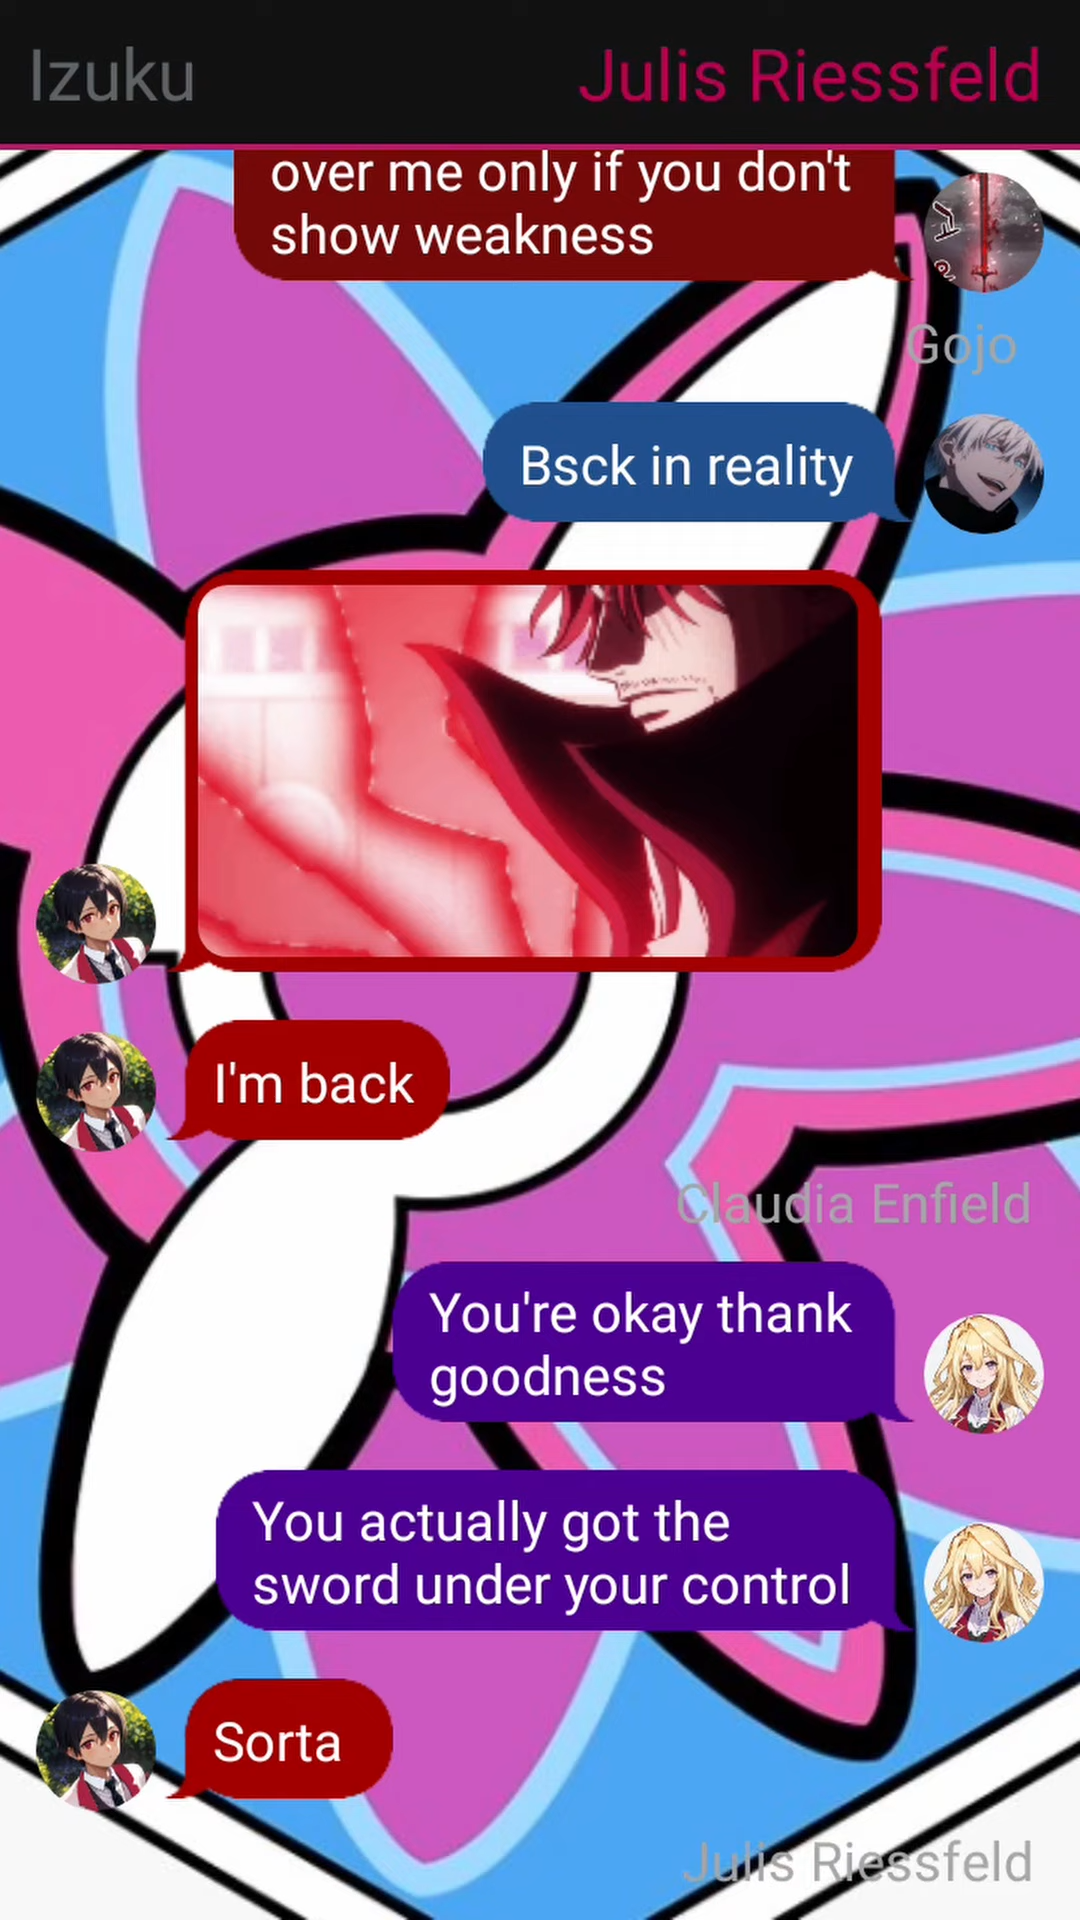 Izuku
Julis Riessfeld
over me only if you don't
show weakness
Gojo
Bsck in reality
I'm back
Claudia Enfield
You're okay thank
goodness
You actually got the
sword under your control
Sorta
Julis Riessfeld